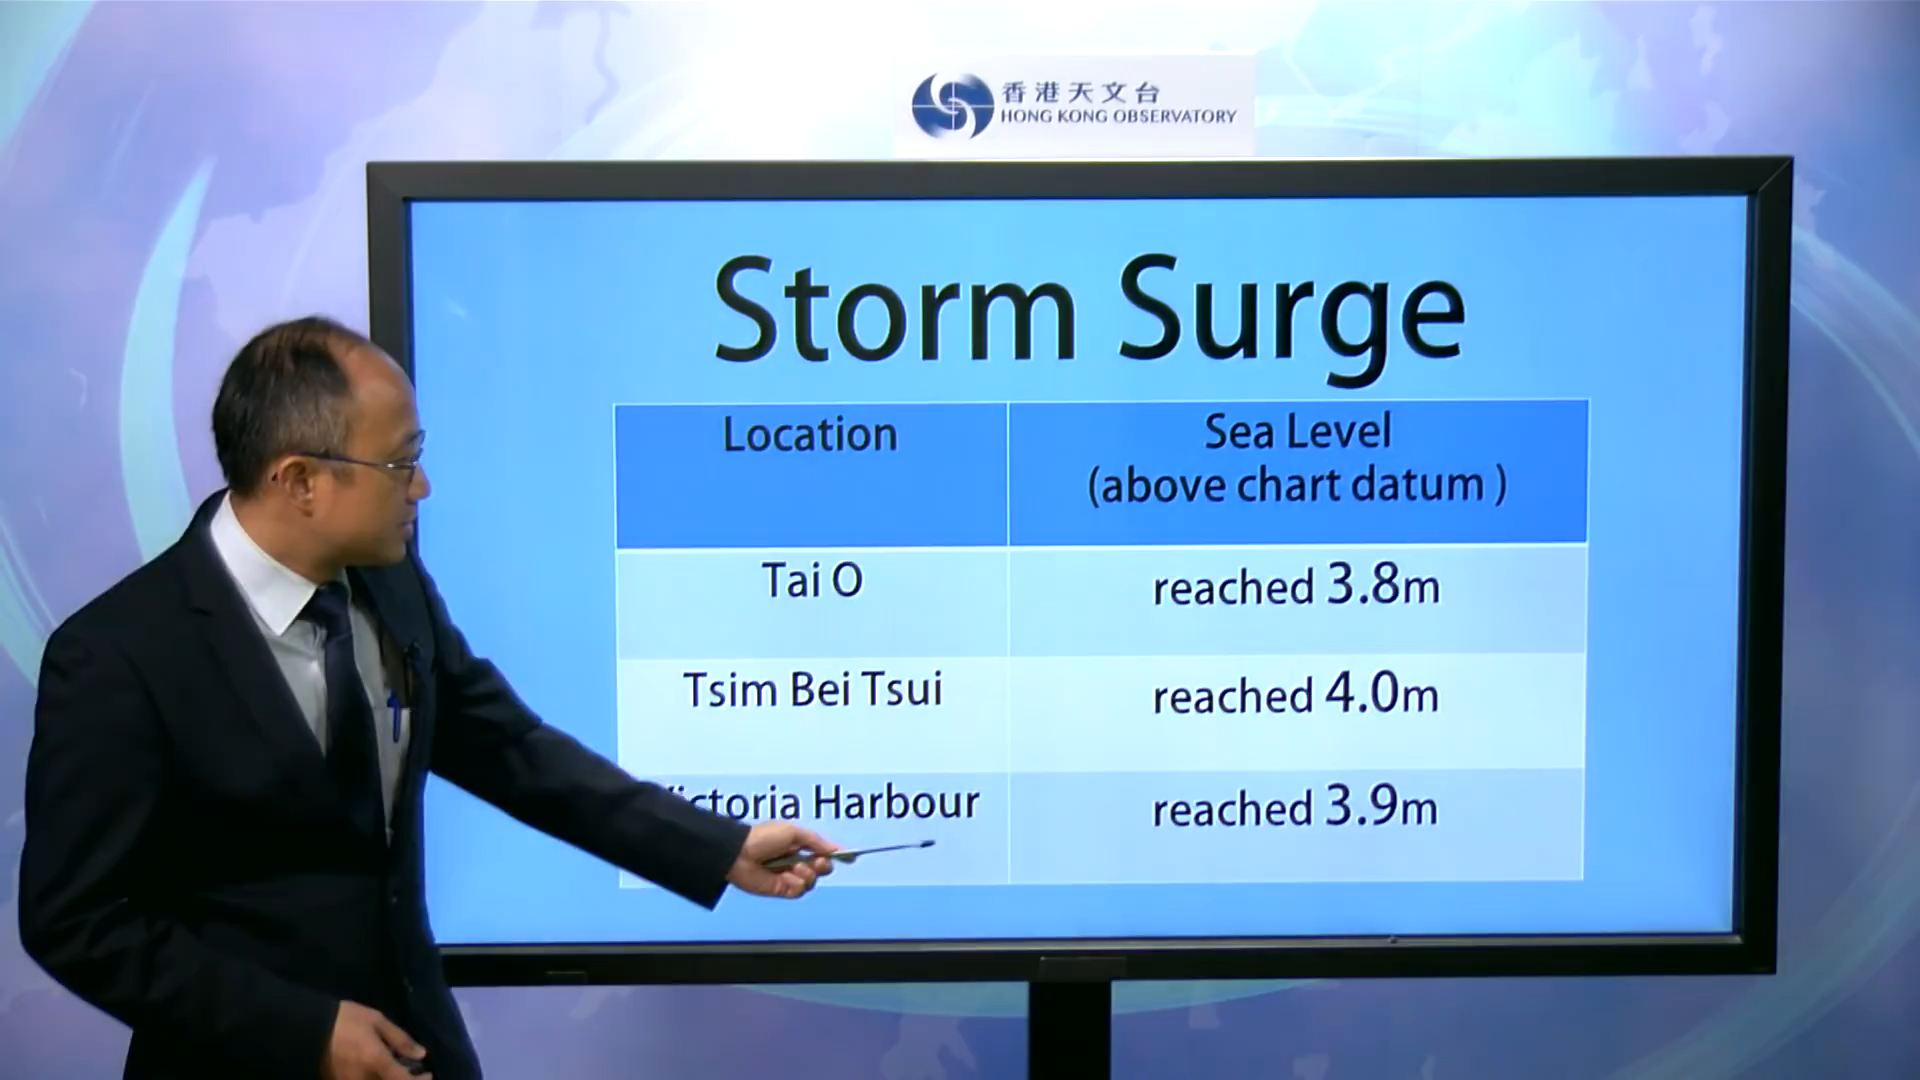 香港天文台
HONG KONG OBSERVATORY
Storm Surge
Location
Sea Level
(above chart datum )
Tai O
reached 3.8m
Tsim Bei Tsui
reached 4.0m
Harbour
reached 3.9m